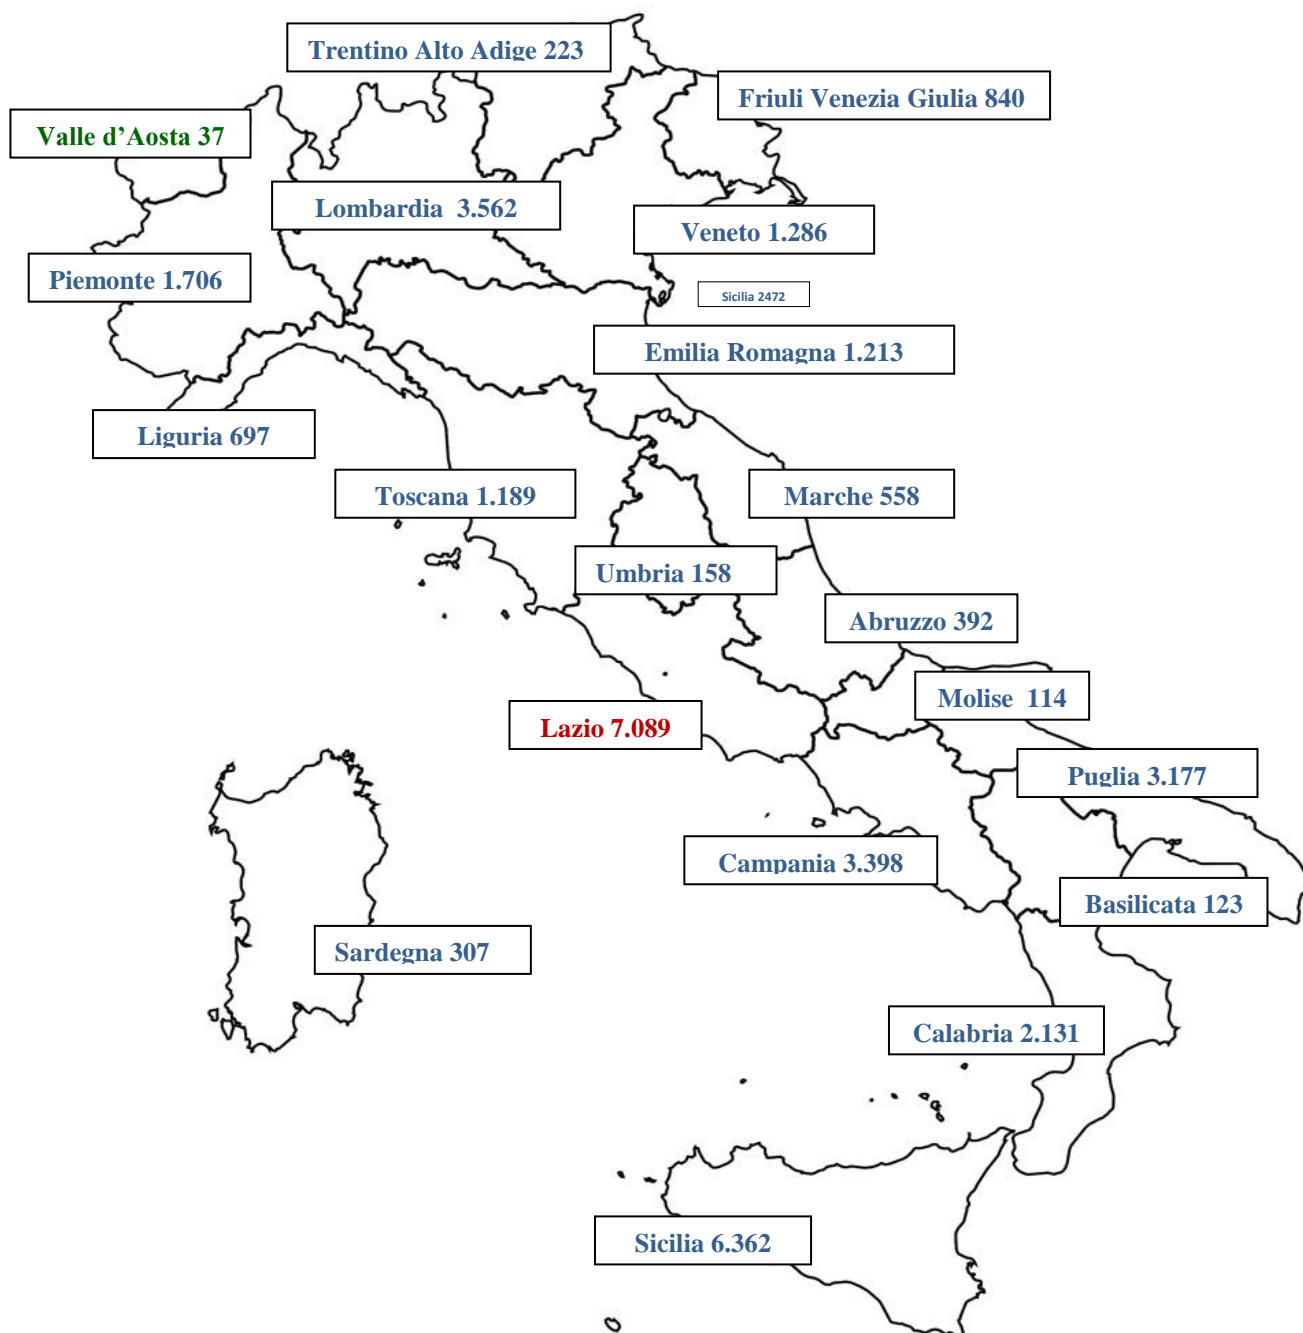 Trentino Alto Adige 223
Friuli Venezia Giulia 840
Valle d’Aosta 37
Lombardia 3.562
Veneto 1.286
Piemonte 1.706
Sicilia 2472
Emilia Romagna 1.213
Liguria 697
Toscana 1.189
Marche 558
Umbria 158
Abruzzo 392
Molise 114
Lazio 7.089
Puglia 3.177
Campania 3.398
Basilicata 123
Sardegna 307
Calabria 2.131
Sicilia 6.362